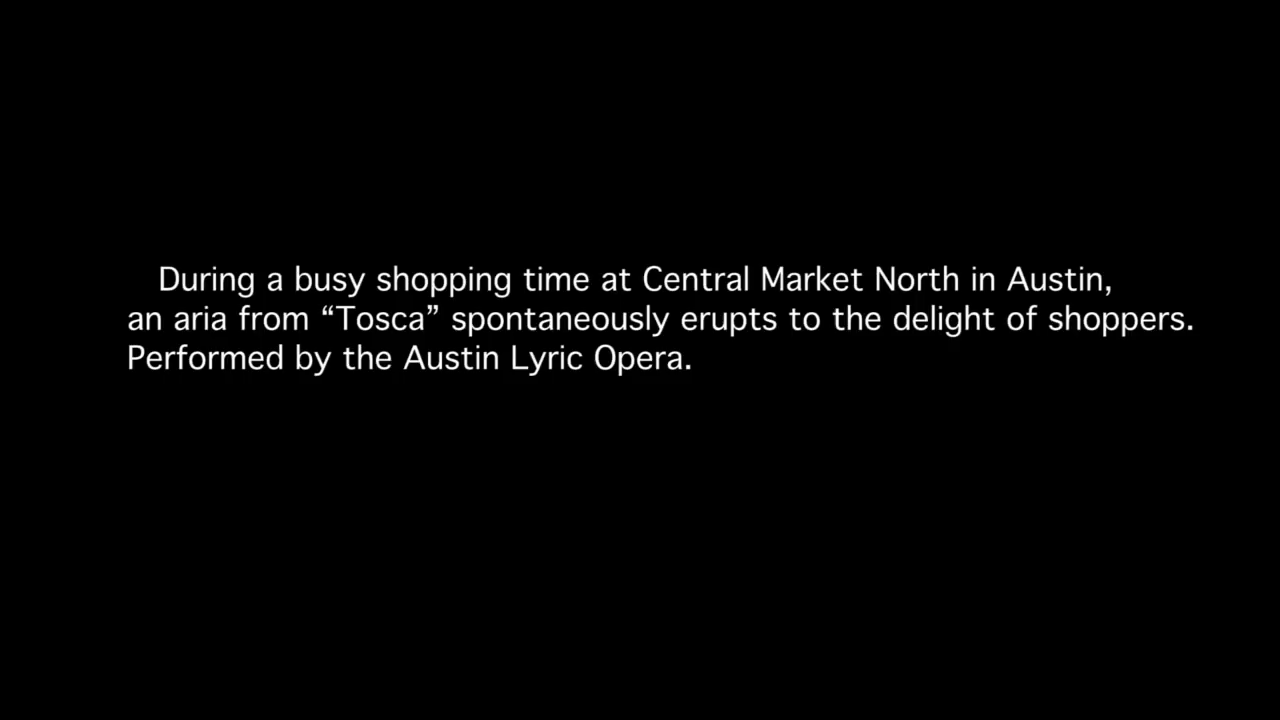 During a busy shopping time at Central Market North in Austin,
an aria from “Tosca” spontaneously erupts to the delight of shoppers.
Performed by the Austin Lyric Opera.